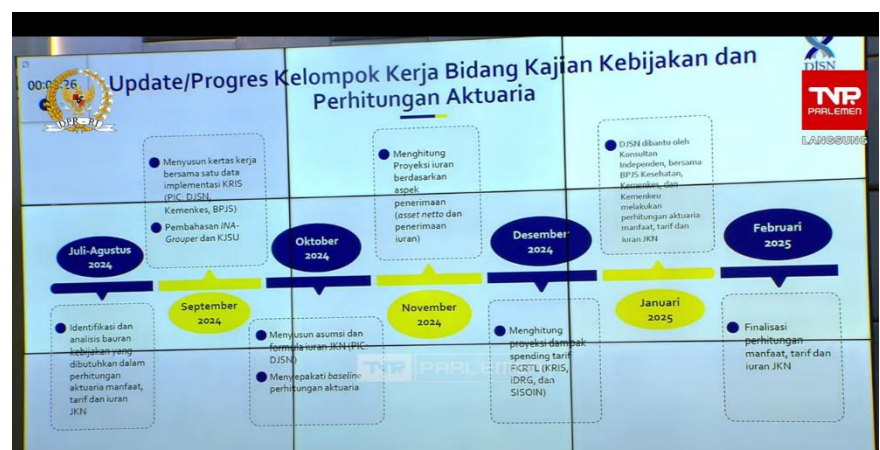 Update/Progres Kelompok Kerja Bidang Kajian Kebijakan dan
Perhitungan Aktuaria
DJSN
DPR - RI
TVR
PARLEMEN
LANGSUNG
Juli-Agustus
2024
Identifikasi dan
analisis bauran
kebijakan yang
dibutuhkan dalam
perhitungan
aktuaria manfaat,
tarif dan iuran
JKN
Menyusun kertas kerja
bersama satu data
implementasi KRIS
(PIC: DJSN,
Kemenkes, BPJS)
Pembahasan INA-
Grouper dan KJSU
September
2024
Oktober
2024
Menyusun asumsi dan
formula iuran JKN (PIC:
DJSN)
Menyepakati baseline
perhitungan aktuaria
Menghitung
Proyeksi iuran
berdasarkan
aspek
penerimaan
(asset netto dan
penerimaan
iuran)
November
2024
Desember
2024
Menghitung
proyeksi dampak
spending tarif
FKRTL (KRIS,
iDRG, dan
SISOIN)
DJSN dibantu oleh
Konsultan
Independen, bersama
BPJS Kesehatan,
Kemenkes, dan
Kemenkeu
melakukan
perhitungan aktuaria
manfaat, tarif dan
iuran JKN
Januari
2025
Februari
2025
Finalisasi
perhitungan
manfaat, tarif dan
iuran JKN
TVR PARLEMEN